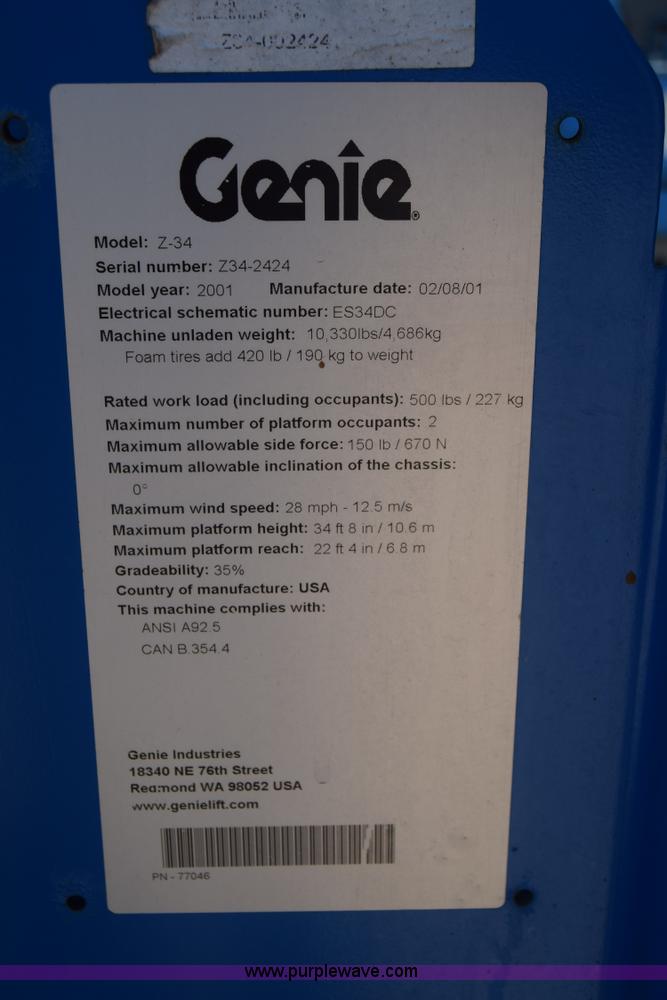 Z34-002424
Genie
Model: Z-34
Serial number: Z34-2424
Model year: 2001 Manufacture date: 02/08/01
Electrical schematic number: ES34DC
Machine unladen weight: 10,330lbs/4,686kg
Foam tires add 420 lb / 190 kg to weight
Rated work load (including occupants): 500 lbs / 227 kg
Maximum number of platform occupants: 2
Maximum allowable side force: 150 lb / 670 N
Maximum allowable inclination of the chassis:
0°
Maximum wind speed: 28 mph - 12.5 m/s
Maximum platform height: 34 ft 8 in / 10.6 m
Maximum platform reach: 22 ft 4 in / 6.8 m
Gradeability: 35%
Country of manufacture: USA
This machine complies with:
ANSI A92.5
CAN B.354.4
Genie Industries
18340 NE 76th Street
Redmond WA 98052 USA
www.genielift.com
PN - 77046
www.purplewave.com